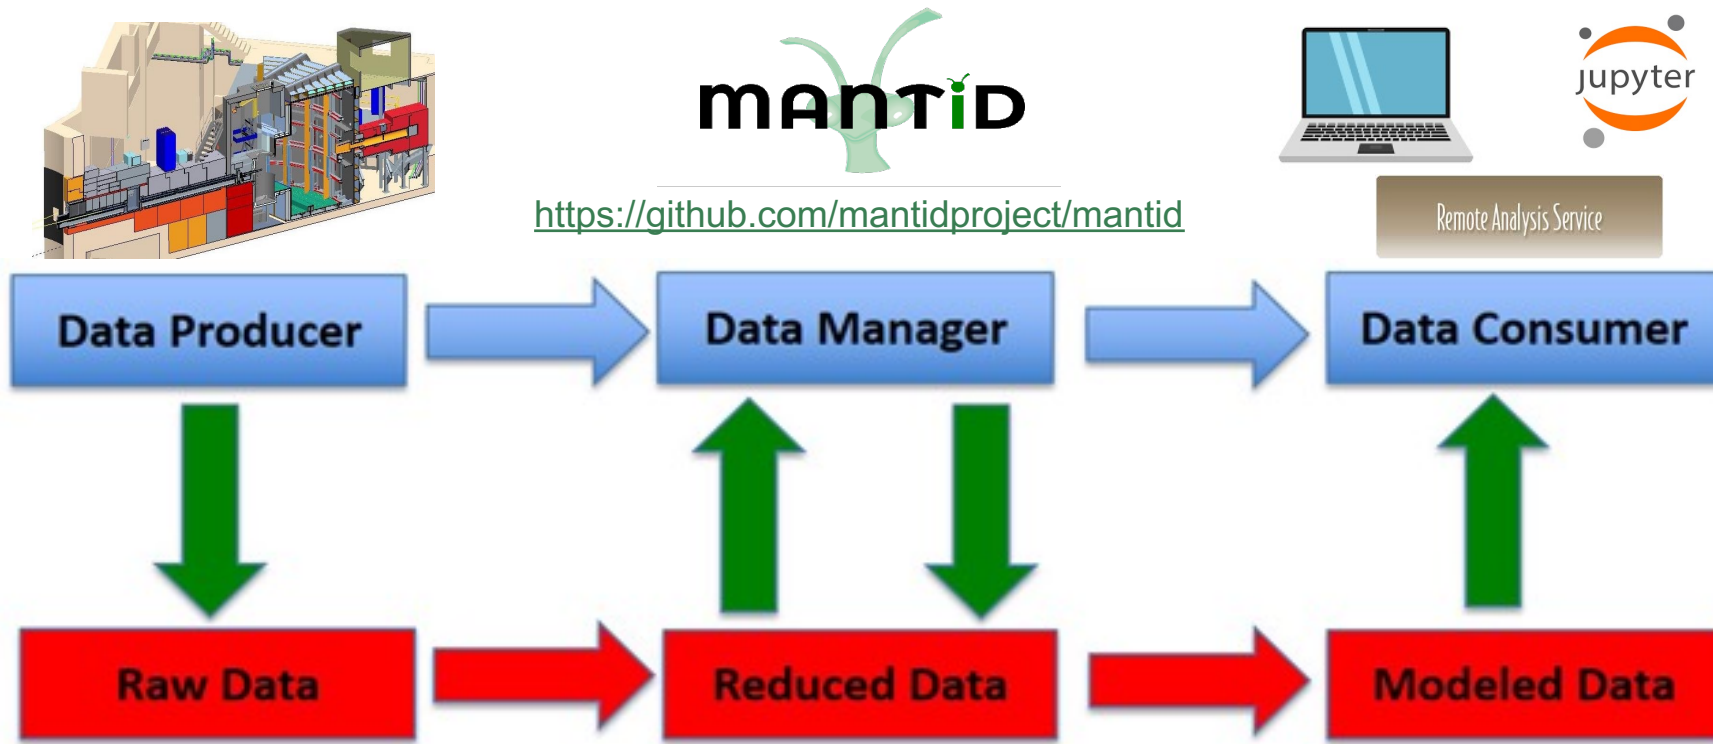 MANTiD
jupyter
https://github.com/mantidproject/mantid
Remote Analysis Service
Data Producer
Data Manager
Data Consumer
Raw Data
Reduced Data
Modeled Data